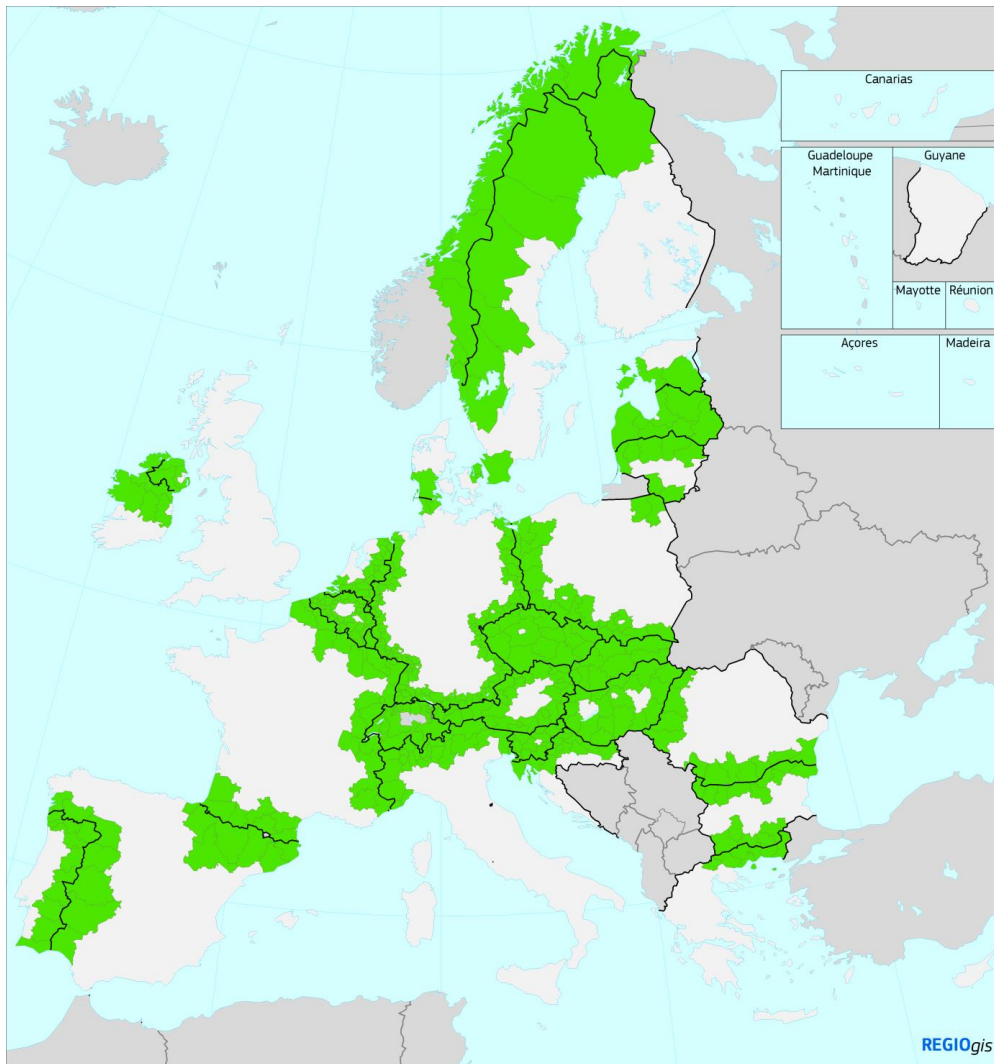 Canarias
Guadeloupe
Martinique
Guyane
Mayotte
Réunion
Açores
Madeira
REGIOgis